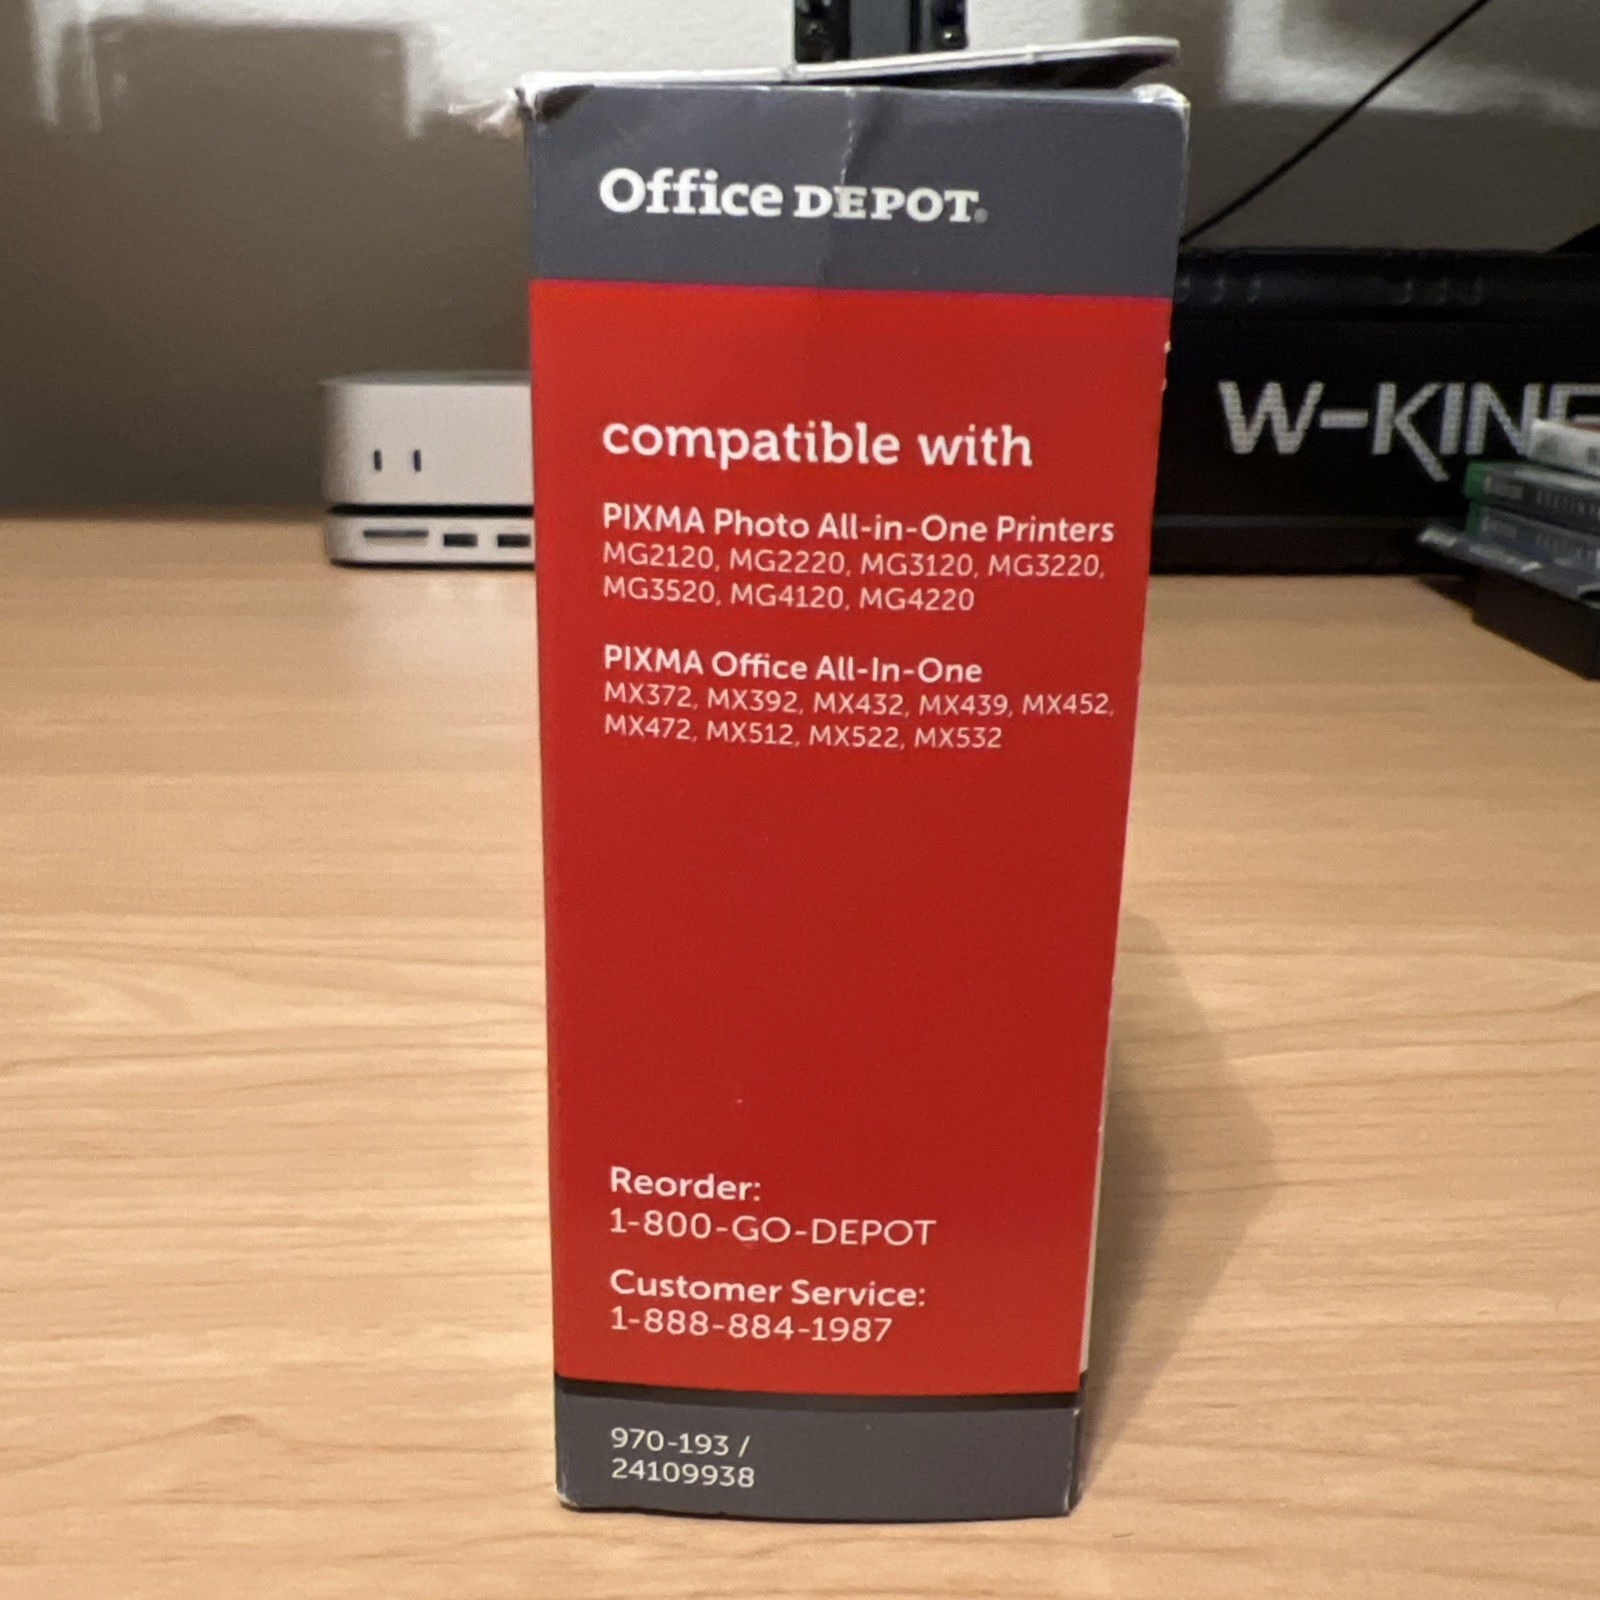 Office DEPOT®
compatible with
PIXMA Photo All-in-One Printers
MG2120, MG2220, MG3120, MG3220,
MG3520, MG4120, MG4220
PIXMA Office All-In-One
MX372, MX392, MX432, MX439, MX452,
MX472, MX512, MX522, MX532
Reorder:
1-800-GO-DEPOT
Customer Service:
1-888-884-1987
970-193 /
24109938
W-KIN